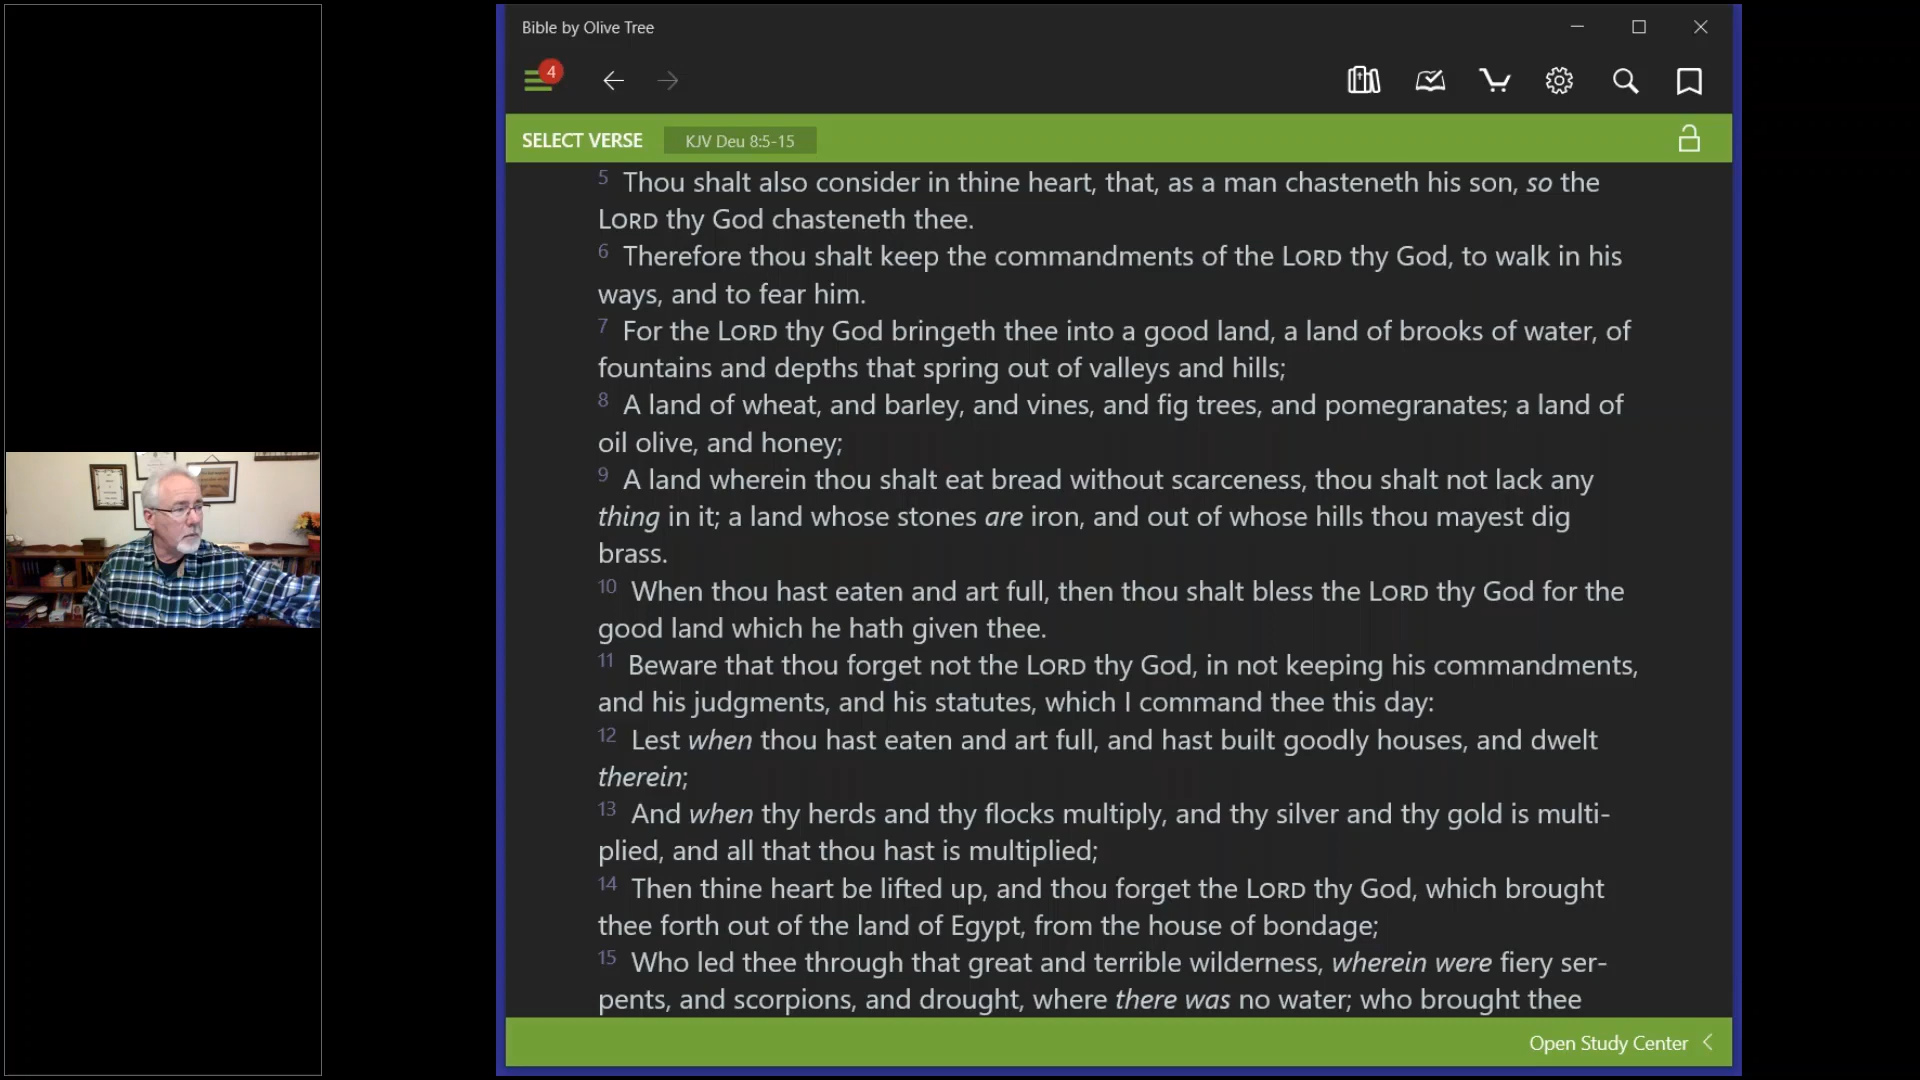 Bible by Olive Tree
4
SELECT VERSE KJV Deu 8:5-15
5 Thou shalt also consider in thine heart, that, as a man chasteneth his son, so the
LORD thy God chasteneth thee.
6 Therefore thou shalt keep the commandments of the LORD thy God, to walk in his
ways, and to fear him.
7 For the LORD thy God bringeth thee into a good land, a land of brooks of water, of
fountains and depths that spring out of valleys and hills;
8 A land of wheat, and barley, and vines, and fig trees, and pomegranates; a land of
oil olive, and honey;
9 A land wherein thou shalt eat bread without scarceness, thou shalt not lack any
thing in it; a land whose stones are iron, and out of whose hills thou mayest dig
brass.
10 When thou hast eaten and art full, then thou shalt bless the LORD thy God for the
good land which he hath given thee.
11 Beware that thou forget not the LORD thy God, in not keeping his commandments,
and his judgments, and his statutes, which I command thee this day:
12 Lest when thou hast eaten and art full, and hast built goodly houses, and dwelt
therein;
13 And when thy herds and thy flocks multiply, and thy silver and thy gold is multi-
plied, and all that thou hast is multiplied;
14 Then thine heart be lifted up, and thou forget the LORD thy God, which brought
thee forth out of the land of Egypt, from the house of bondage;
15 Who led thee through that great and terrible wilderness, wherein were fiery ser-
pents, and scorpions, and drought, where there was no water; who brought thee
Open Study Center